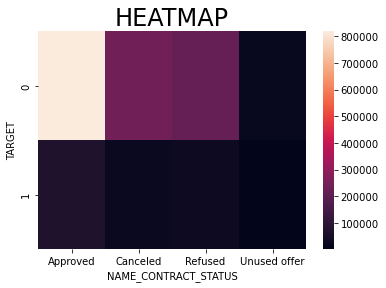 HEATMAP
TARGET
0
1
Approved
Canceled
Refused
Unused offer
NAME_CONTRACT_STATUS
800000
700000
600000
500000
400000
300000
200000
100000